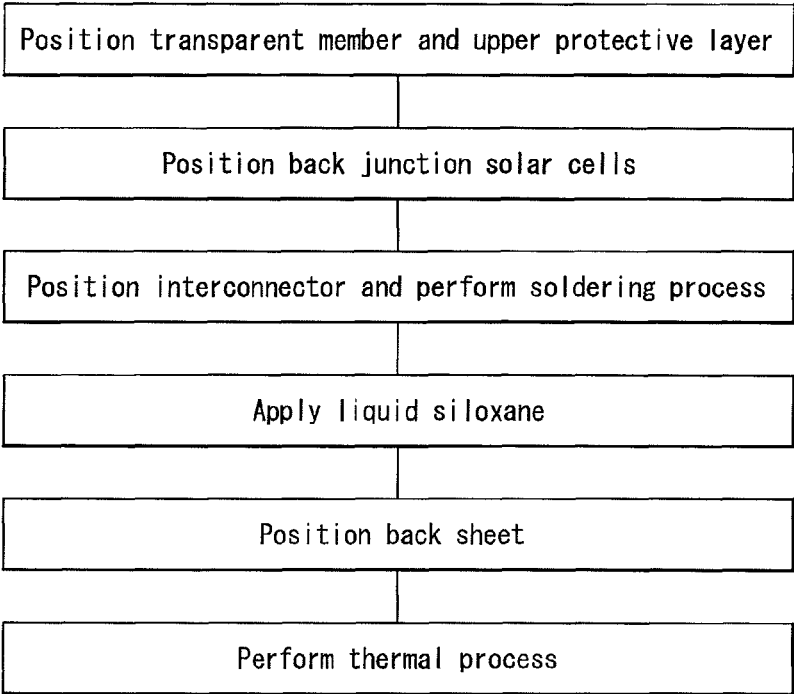 Position transparent member and upper protective layer
Position back junction solar cells
Position interconnector and perform soldering process
Apply liquid siloxane
Position back sheet
Perform thermal process